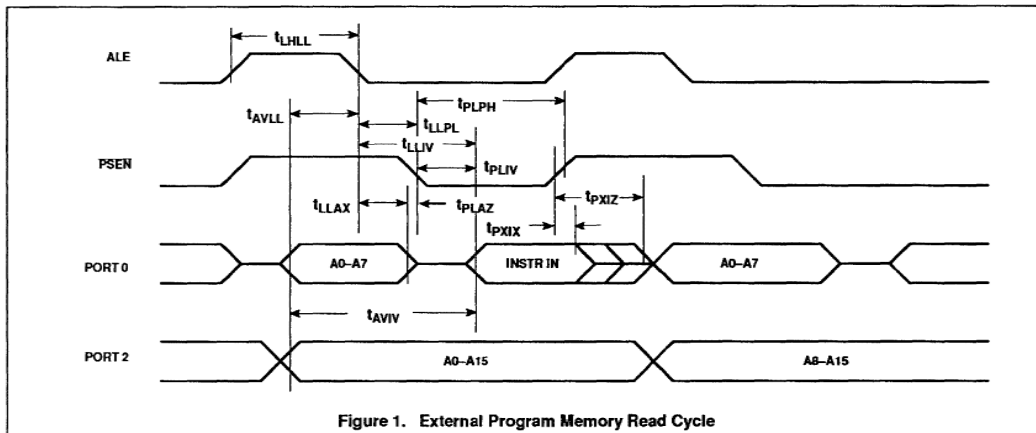 ALE
tLHLL
tPLPH
tAVLL
tLLPL
tLLIV
PSEN
tPLIV
tLLAX
tPLAZ
tPXIZ
tPXIX
PORT 0
A0–A7
INSTR IN
A0–A7
tAVIV
PORT 2
A0–A15
A8–A15
Figure 1. External Program Memory Read Cycle